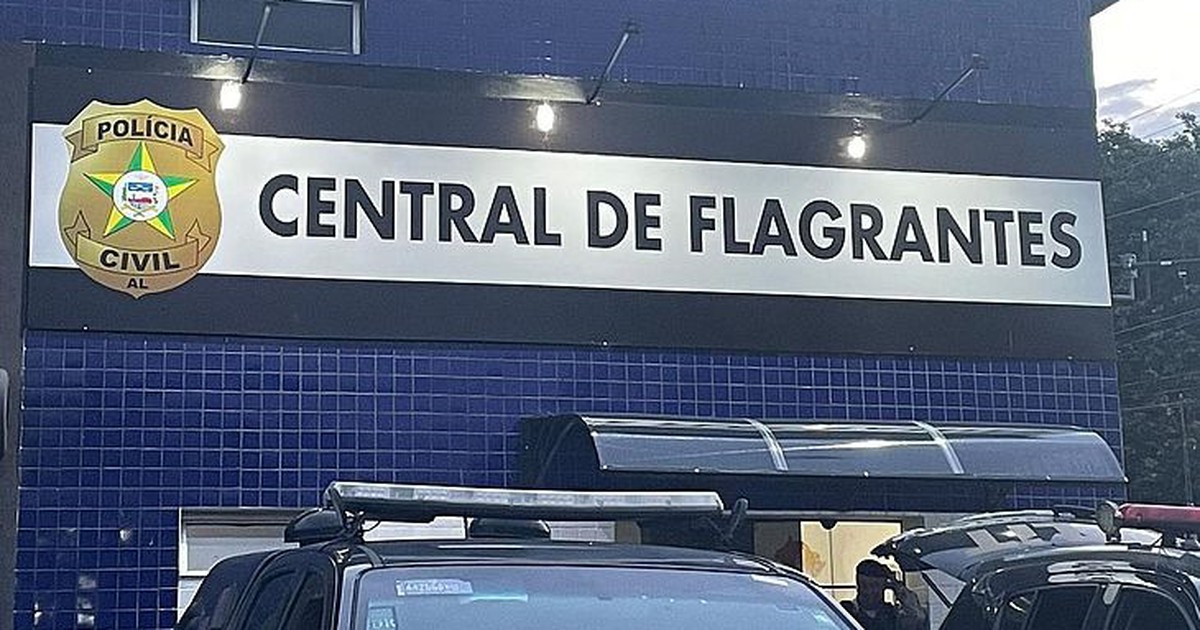 POLÍCIA
CIVIL
AL
CENTRAL DE FLAGRANTES